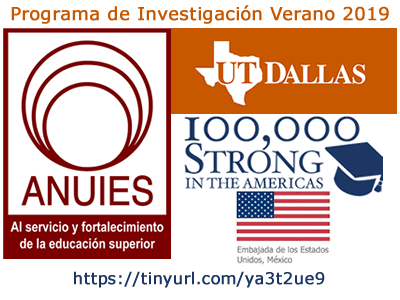 Programa de Investigación Verano 2019
ANUIES
Al servicio y fortalecimiento
de la educación superior
UT DALLAS
100,000
STRONG
IN THE AMERICAS
Embajada de los Estados
Unidos, México
https://tinyurl.com/ya3t2ue9